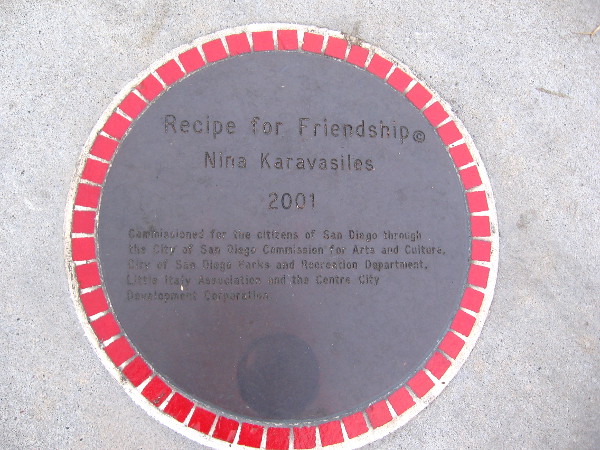 Recipe for Friendship©
Nina Karavasiles
2001
Commissioned for the citizens of San Diego through
the City of San Diego Commission for Arts and Culture,
City of San Diego Parks and Recreation Department,
Little Italy Association and the Centre City
Development Corporation